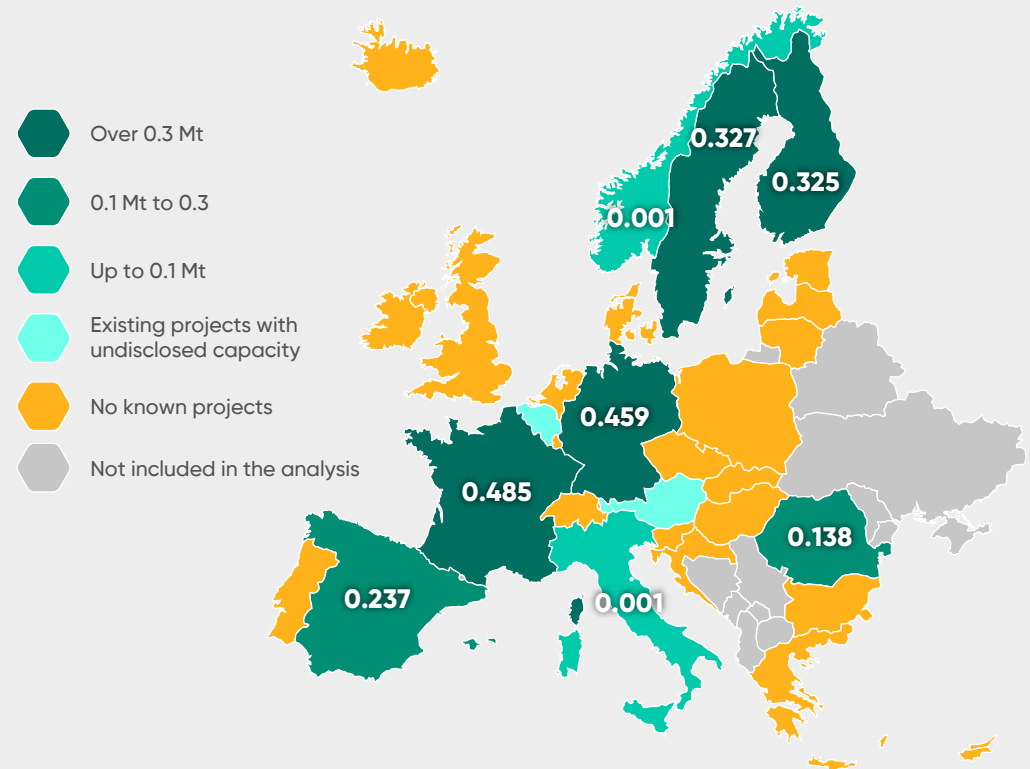 Over 0.3 Mt
0.1 Mt to 0.3
Up to 0.1 Mt
Existing projects with
undisclosed capacity
No known projects
Not included in the analysis
0.327
0.325
0.001
0.459
0.485
0.138
0.237
0.001